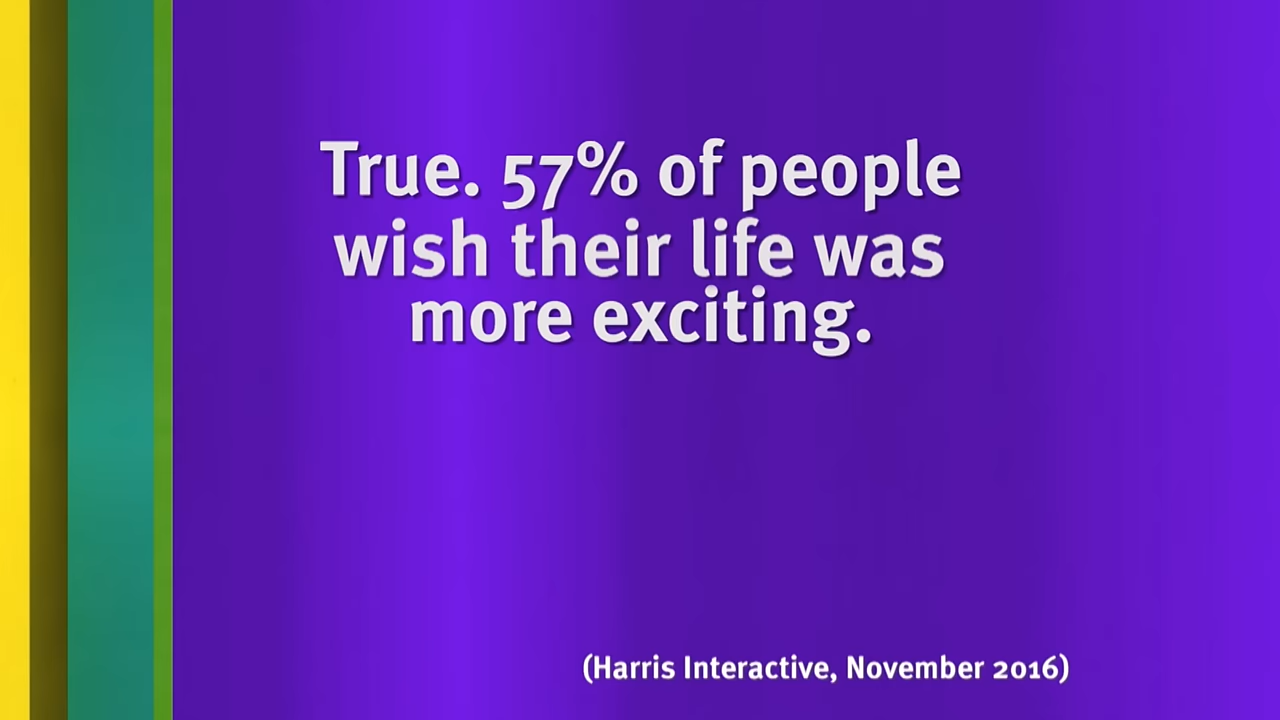 True. 57% of people
wish their life was
more exciting.
(Harris Interactive, November 2016)